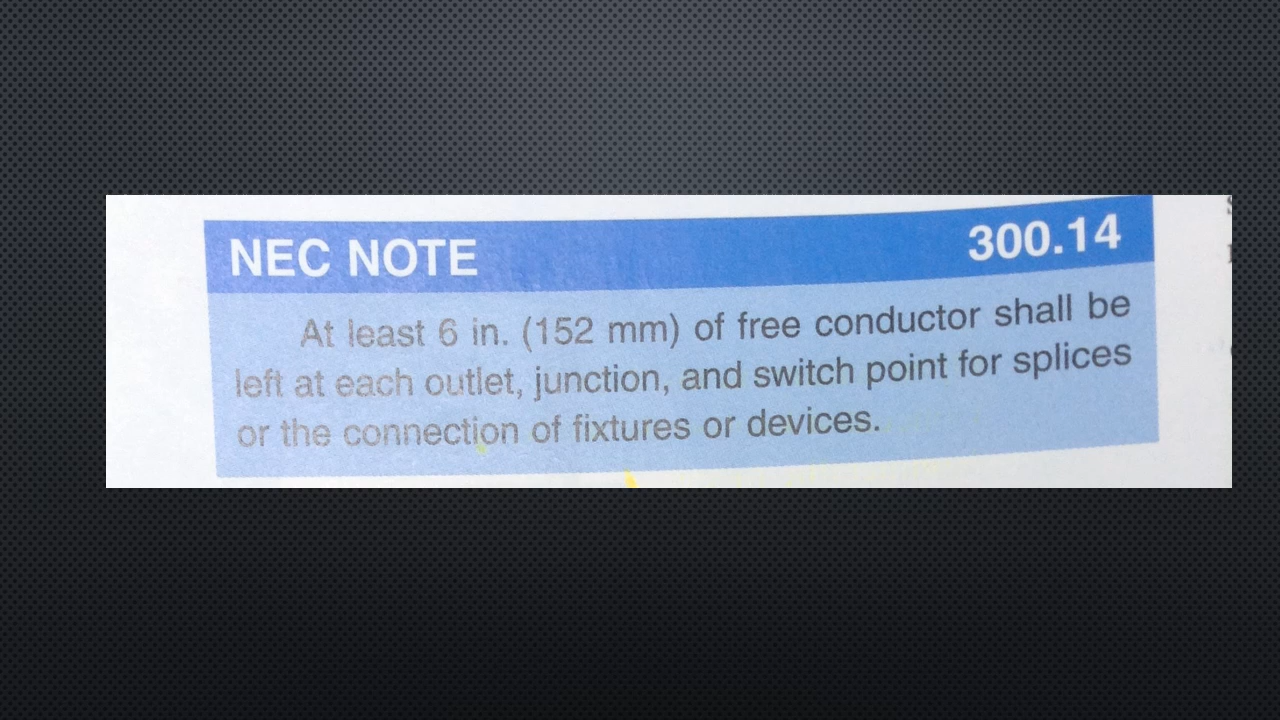 NEC NOTE 300.14
At least 6 in. (152 mm) of free conductor shall be
left at each outlet, junction, and switch point for splices
or the connection of fixtures or devices.